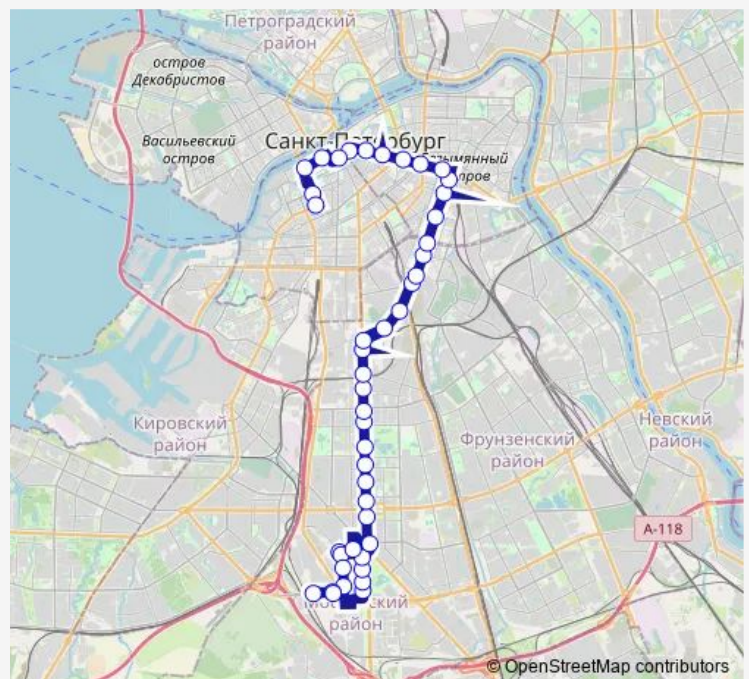 Петроградский
район
остров
Декабристов
Васильевский
остров
Санкт-Петербург
Кировский
район
Фрунзенский
район
Невский
район
А-118
район
© OpenStreetMap contributors